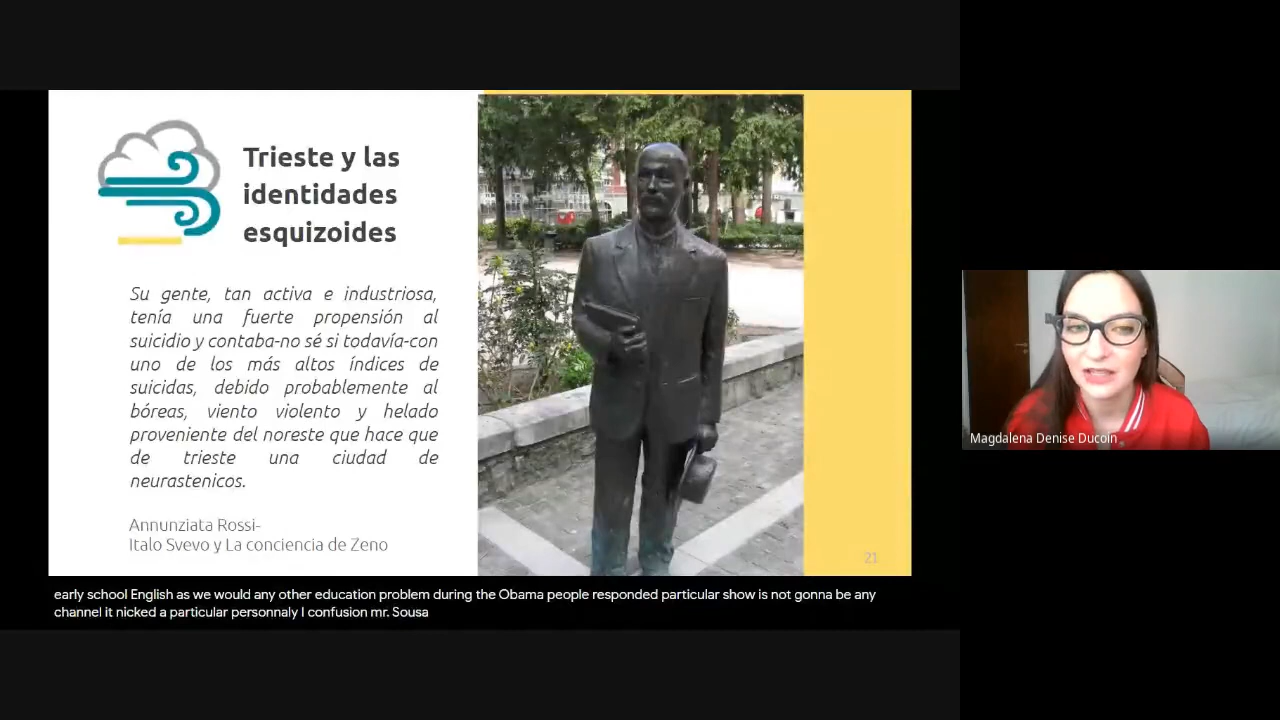 Trieste y las
identidades
esquizoides
Su gente, tan activa e industriosa,
tenía una fuerte propensión al
suicidio y contaba-no sé si todavía-con
uno de los más altos índices de
suicidas, debido probablemente al
bóreas, viento violento y helado
proveniente del noreste que hace que
de trieste una ciudad de
neurastenicos.
Annunziata Rossi-
Italo Svevo y La conciencia de Zeno
21
early school English as we would any other education problem during the Obama people responded particular show is not gonna be any
channel it nicked a particular personnaly I confusion mr. Sousa
Magdalena Denise Ducoin